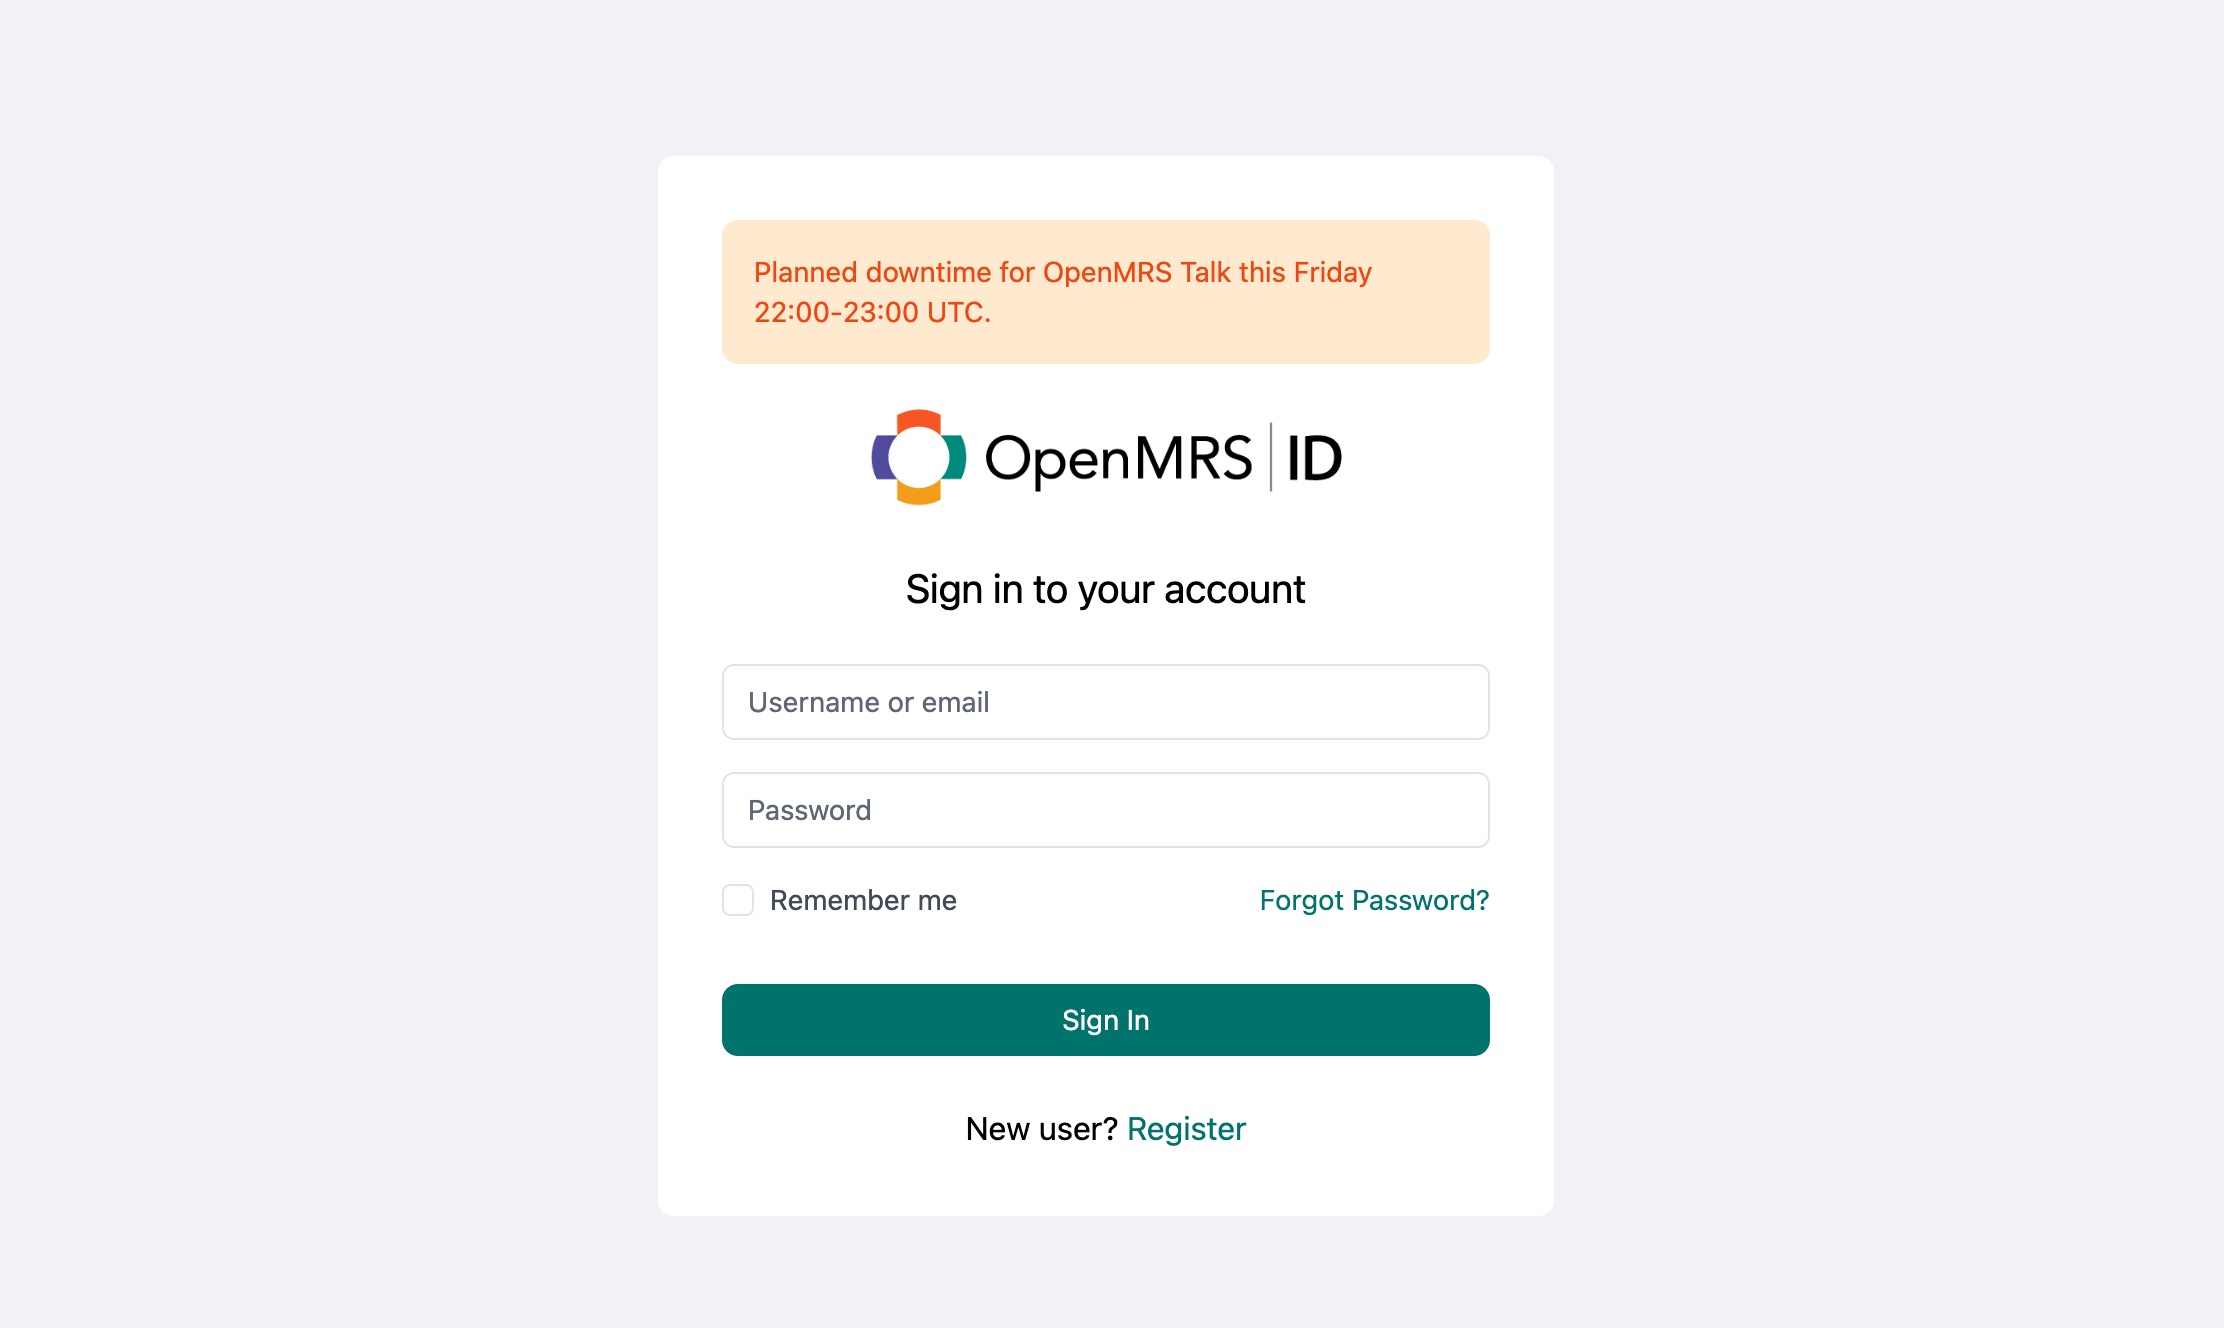 Planned downtime for OpenMRS Talk this Friday
22:00-23:00 UTC.
OpenMRS | ID
Sign in to your account
Username or email
Password
Remember me
Forgot Password?
Sign In
New user? Register